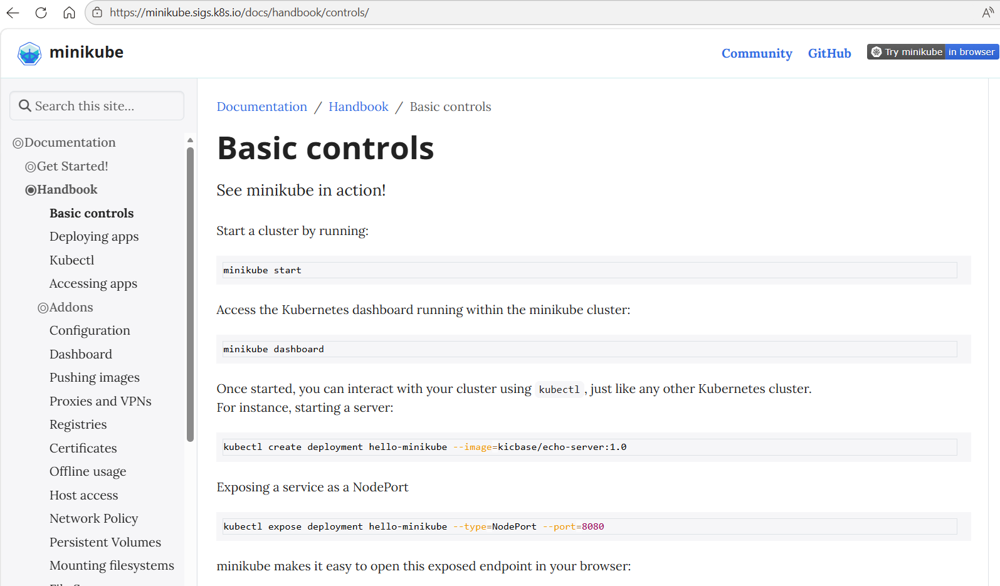 https://minikube.sigs.k8s.io/docs/handbook/controls/
minikube
Community
GitHub
Try minikube in browser
Search this site...
Documentation
Get Started!
Handbook
Basic controls
Deploying apps
Kubectl
Accessing apps
Addons
Configuration
Dashboard
Pushing images
Proxies and VPNs
Registries
Certificates
Offline usage
Host access
Network Policy
Persistent Volumes
Mounting filesystems
Documentation / Handbook / Basic controls
Basic controls
See minikube in action!
Start a cluster by running:
minikube start
Access the Kubernetes dashboard running within the minikube cluster:
minikube dashboard
Once started, you can interact with your cluster using kubectl, just like any other Kubernetes cluster.
For instance, starting a server:
kubectl create deployment hello-minikube --image=kicbase/echo-server:1.0
Exposing a service as a NodePort
kubectl expose deployment hello-minikube --type=NodePort --port=8080
minikube makes it easy to open this exposed endpoint in your browser: